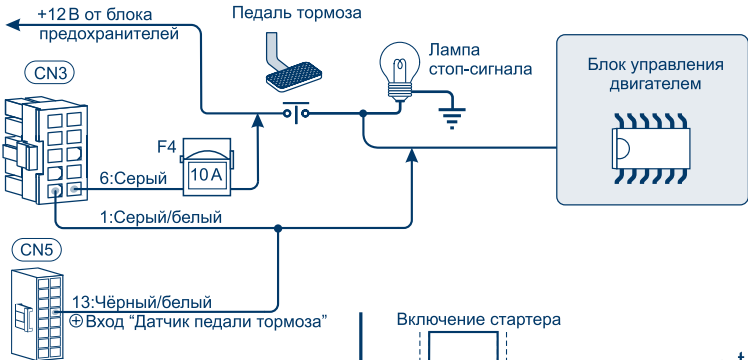 +12 В от блока
предохранителей
Педаль тормоза
Лампа
стоп-сигнала
Блок управления
двигателем
CN3
F4
10 А
6:Серый
1:Серый/белый
CN5
13:Чёрный/белый
⊕ Вход “Датчик педали тормоза”
Включение стартера